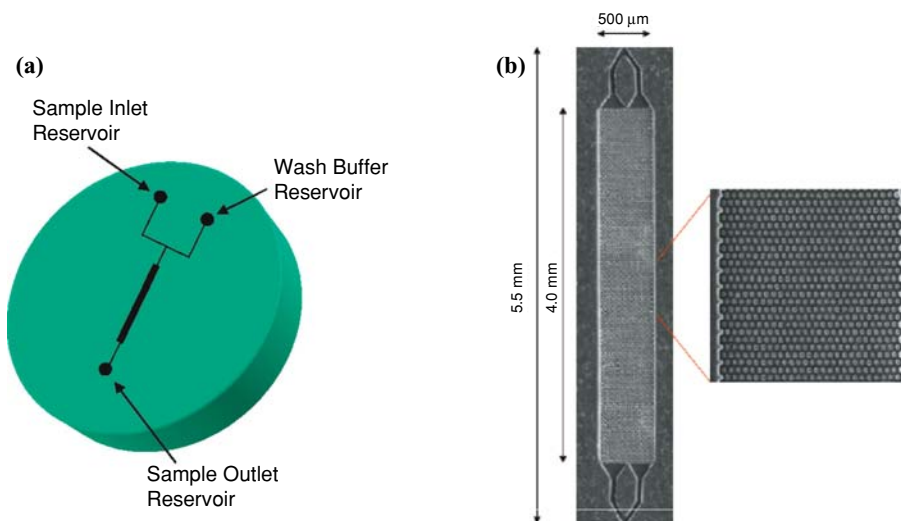 (a)
Sample Inlet
Reservoir
Wash Buffer
Reservoir
Sample Outlet
Reservoir
(b)
500 μm
5.5 mm
4.0 mm